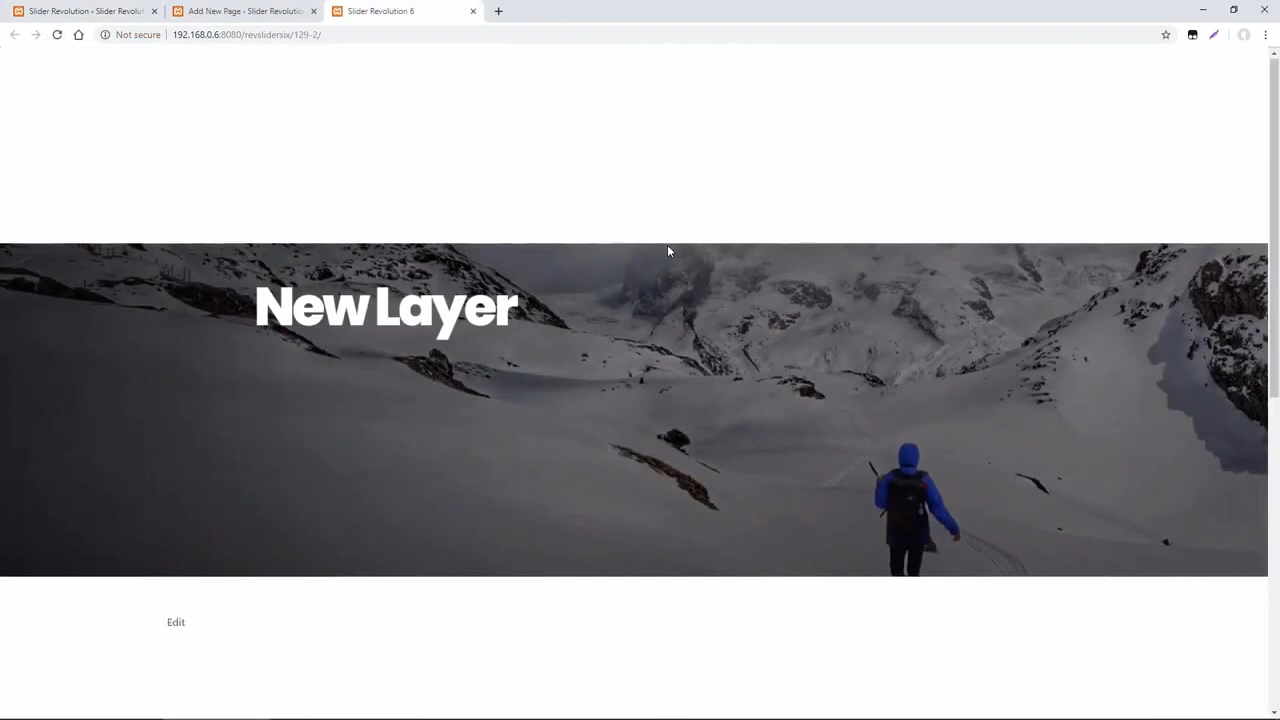 Slider Revolution ‹ Slider Revolut
Add New Page ‹ Slider Revolution
Slider Revolution 6
Not secure
192.168.0.6:8080/revslidersix/129-2/
New Layer
Edit